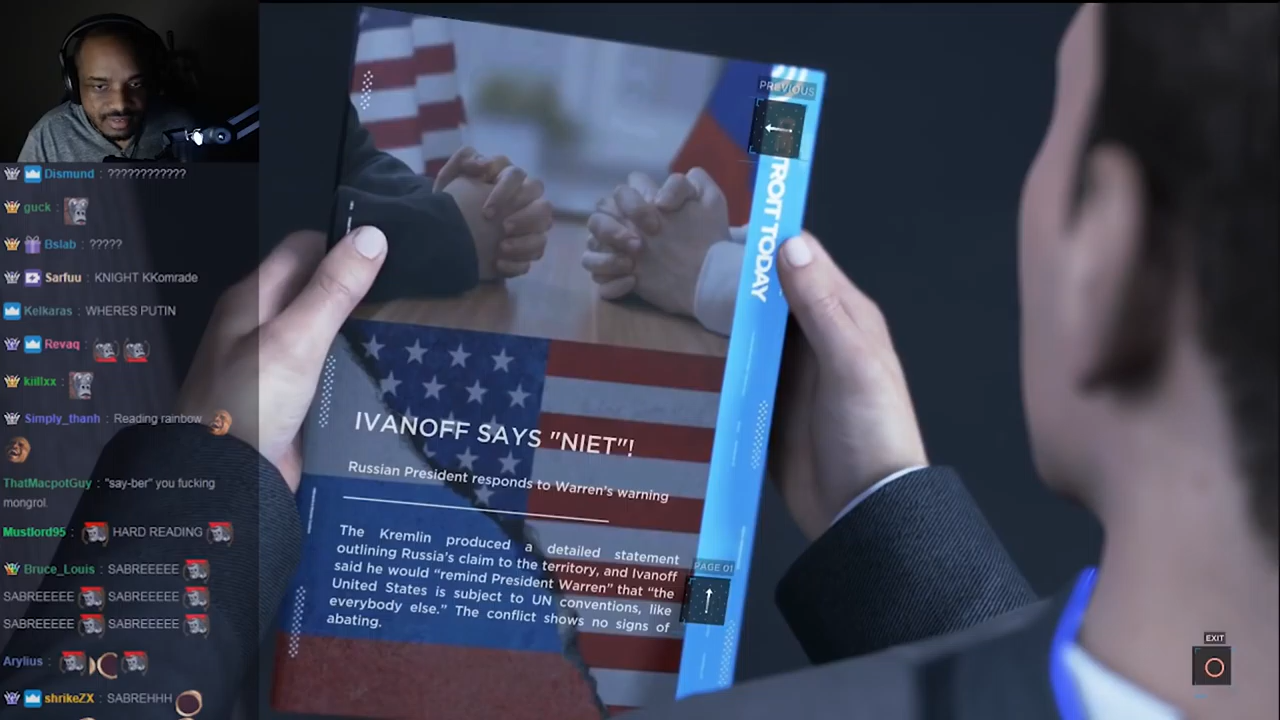 Dismund : ????????????
guck :
Bslab : ?????
Sarfuu : KNIGHT KKomrade
Kelkaras : WHERES PUTIN
Revaq :
kiillxx :
Simply_thanh : Reading rainbow
ThatMacpotGuy : "say-ber" you fucking
mongrol.
Mustlord95 : HARD READING
Bruce_Louis : SABREEEEE
SABREEEEE SABREEEEE
SABREEEEE SABREEEEE
Arylius :
shrikeZX : SABREHHH
PREVIOUS
TROIT TODAY
IVANOFF SAYS "NIET"!
Russian President responds to Warren's warning
The Kremlin produced a detailed statement
outlining Russia's claim to the territory, and Ivanoff
said he would "remind President Warren" that "the
United States is subject to UN conventions, like
everybody else." The conflict shows no signs of
abating.
PAGE 01
EXIT